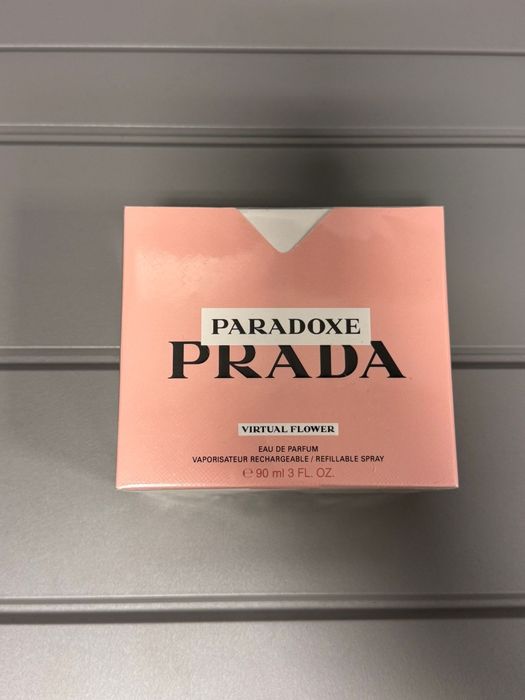 PARADOXE
PRADA
VIRTUAL FLOWER
EAU DE PARFUM
VAPORISATEUR RECHARGEABLE / REFILLABLE SPRAY
℮ 90 ml 3 FL. OZ.